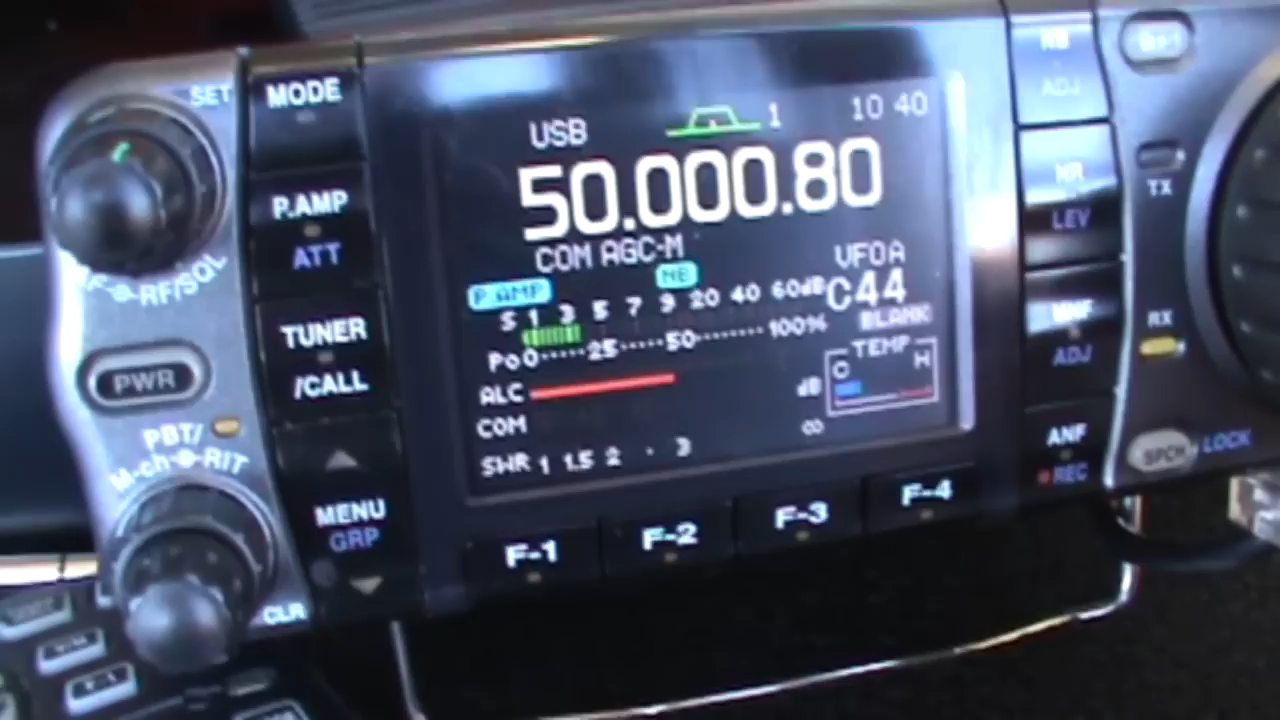 SET
MODE
P.AMP
ATT
TUNER
/CALL
PWR
PBT/
M-ch RIT
RF/SQL
MENU
GRP
CLR
USB 1 10 40
50.000.80
COM AGC-M VFOA
P.AMP NB C44
S 1 3 5 7 9 20 40 60dB BLANK
Po 0 25 50 100%
ALC dB
COM ∞
SWR 1 1.5 2 3
TEMP
C H
F-1 F-2 F-3 F-4
NB
ADJ
NR
LEV
MNF
ADJ
ANF
REC
TX
RX
SPCH LOCK